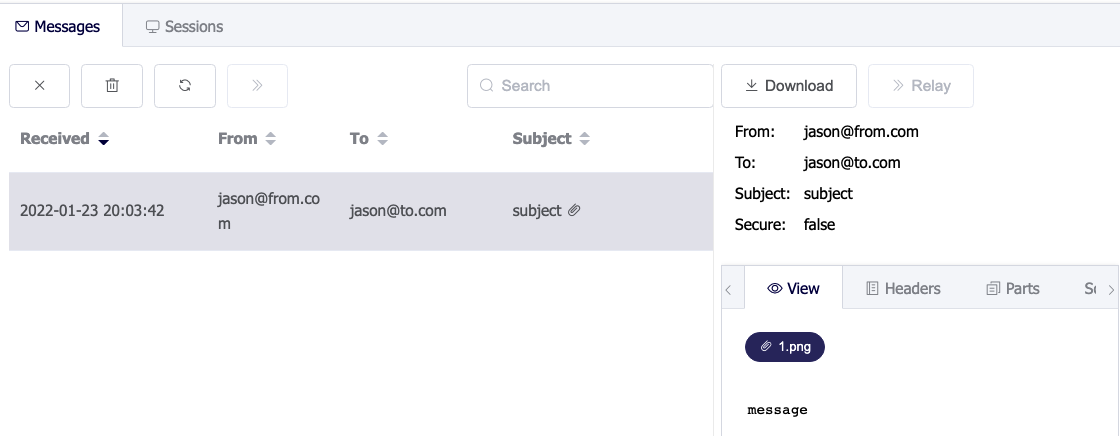 Messages Sessions
Search
Download Relay
Received From To Subject
2022-01-23 20:03:42 jason@from.co
m jason@to.com subject
From: jason@from.com
To: jason@to.com
Subject: subject
Secure: false
View Headers Parts
1.png
message